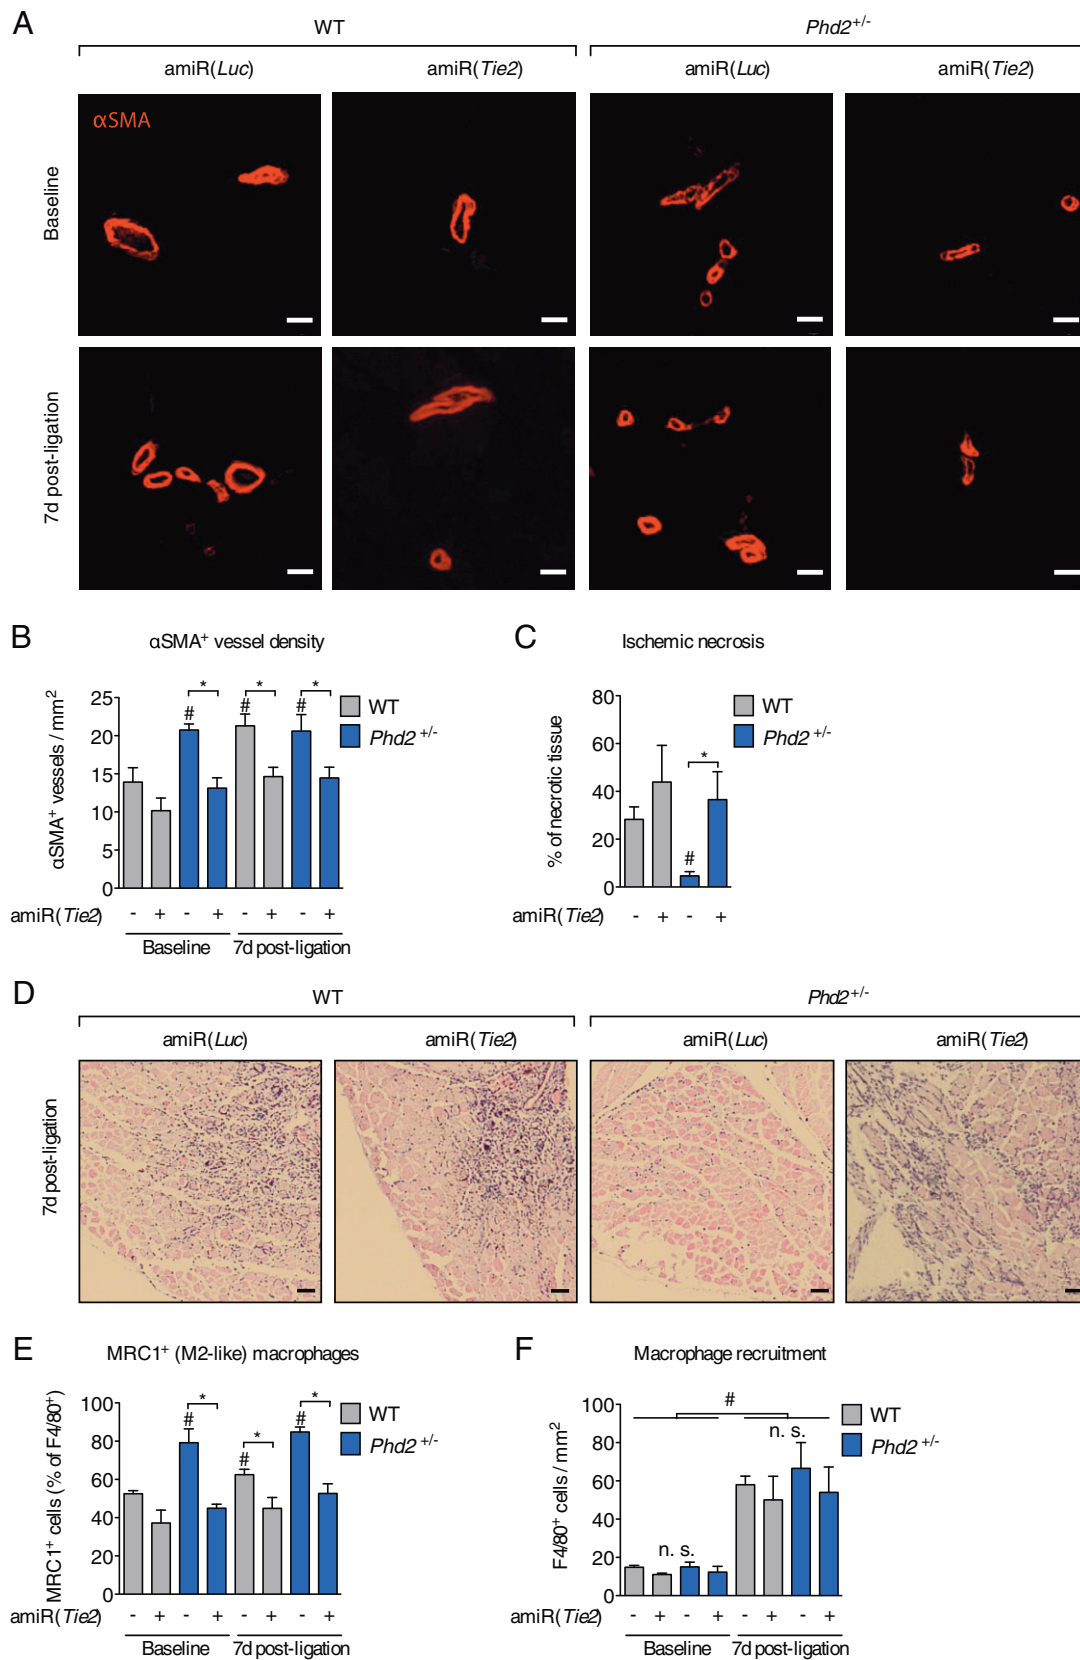 A
WT
Phd2+/-
amiR(Luc)
amiR(Tie2)
amiR(Luc)
amiR(Tie2)
αSMA
Baseline
7d post-ligation
B
αSMA+ vessel density
αSMA+ vessels / mm2
25
20
15
10
5
0
# * # * # *
WT
Phd2 +/-
amiR(Tie2) - + - + - + - +
Baseline 7d post-ligation
C
Ischemic necrosis
% of necrotic tissue
80
60
40
20
0
# *
WT
Phd2 +/-
amiR(Tie2) - + - +
D
WT
Phd2+/-
amiR(Luc)
amiR(Tie2)
amiR(Luc)
amiR(Tie2)
7d post-ligation
E
MRC1+ (M2-like) macrophages
MRC1+ cells (% of F4/80+)
100
80
60
40
20
0
# * # * # *
WT
Phd2 +/-
amiR(Tie2) - + - + - + - +
Baseline 7d post-ligation
F
Macrophage recruitment
F4/80+ cells / mm2
100
80
60
40
20
0
#
n. s.
n. s.
WT
Phd2 +/-
amiR(Tie2) - + - + - + - +
Baseline 7d post-ligation